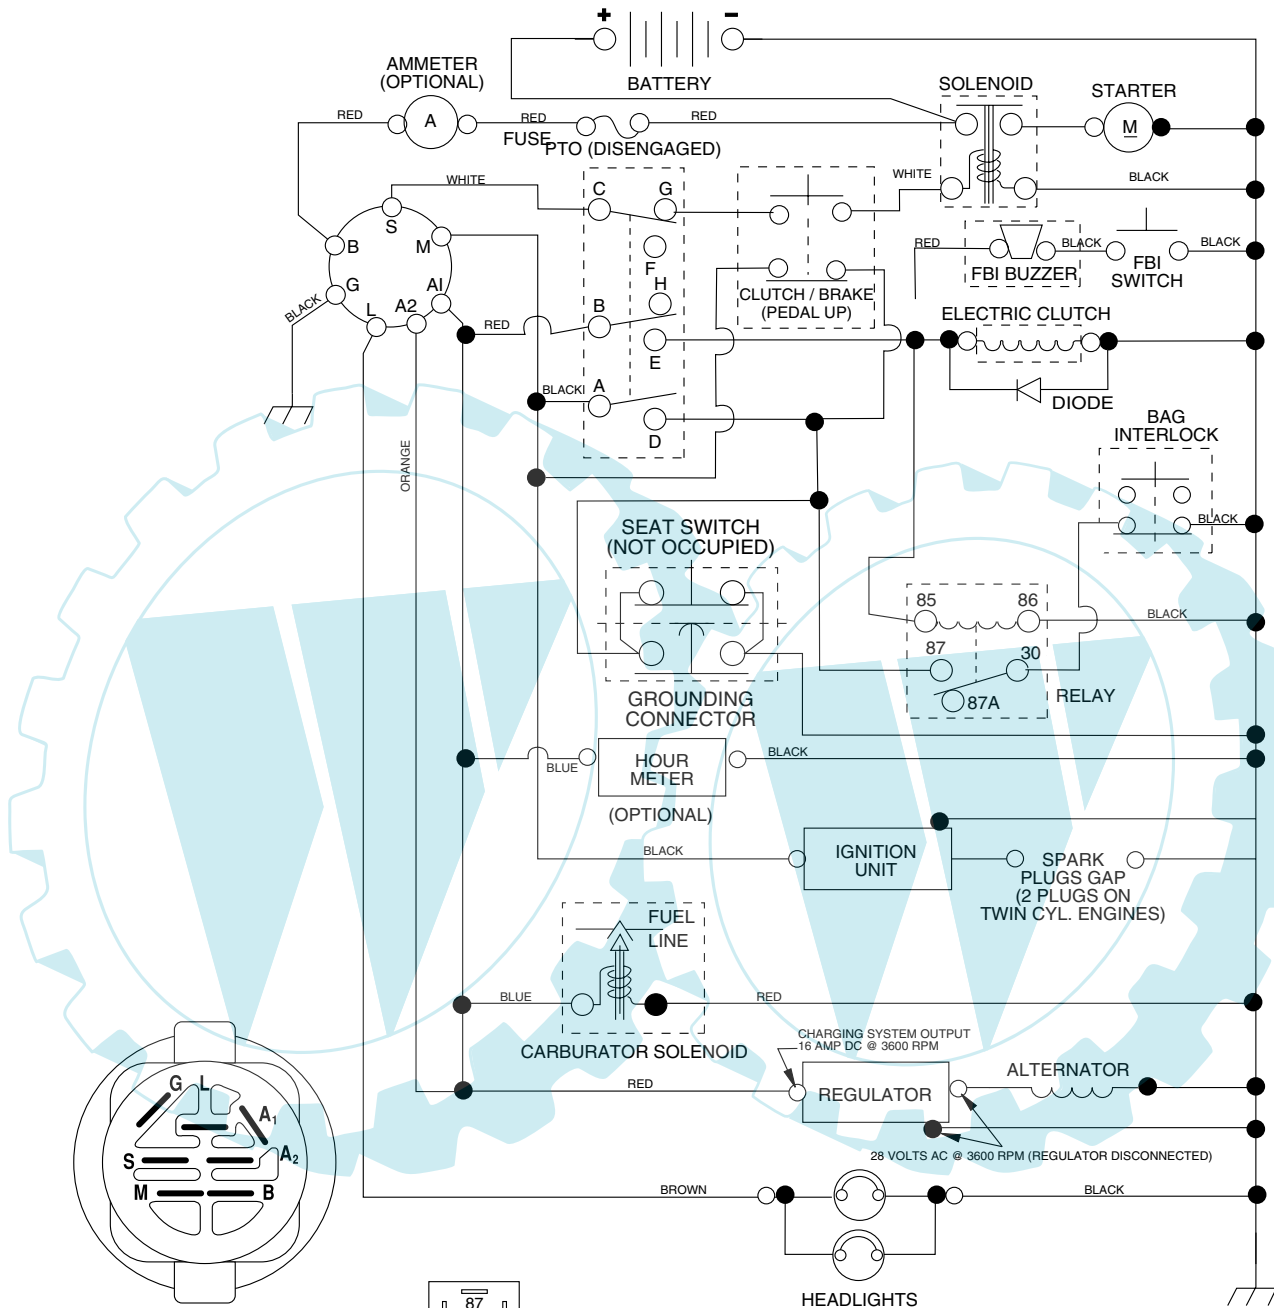 + -
BATTERY
AMMETER
(OPTIONAL)
SOLENOID
STARTER
RED
A
RED
FUSE
RED
M
PTO (DISENGAGED)
WHITE
C
G
WHITE
BLACK
S
B
M
F
RED
FBI BUZZER
BLACK
FBI
SWITCH
BLACK
G
L
A2
A1
BLACK
RED
B
H
E
CLUTCH / BRAKE
(PEDAL UP)
ELECTRIC CLUTCH
DIODE
BLACK
A
D
BAG
INTERLOCK
ORANGE
BLACK
SEAT SWITCH
(NOT OCCUPIED)
85
86
BLACK
87
30
87A
RELAY
GROUNDING
CONNECTOR
BLUE
HOUR
METER
BLACK
(OPTIONAL)
BLACK
IGNITION
UNIT
SPARK
PLUGS GAP
(2 PLUGS ON
TWIN CYL. ENGINES)
FUEL
LINE
BLUE
RED
CARBURATOR SOLENOID
CHARGING SYSTEM OUTPUT
16 AMP DC @ 3600 RPM
RED
REGULATOR
ALTERNATOR
28 VOLTS AC @ 3600 RPM (REGULATOR DISCONNECTED)
G L
A1
A2
S
M
B
BROWN
BLACK
HEADLIGHTS
87